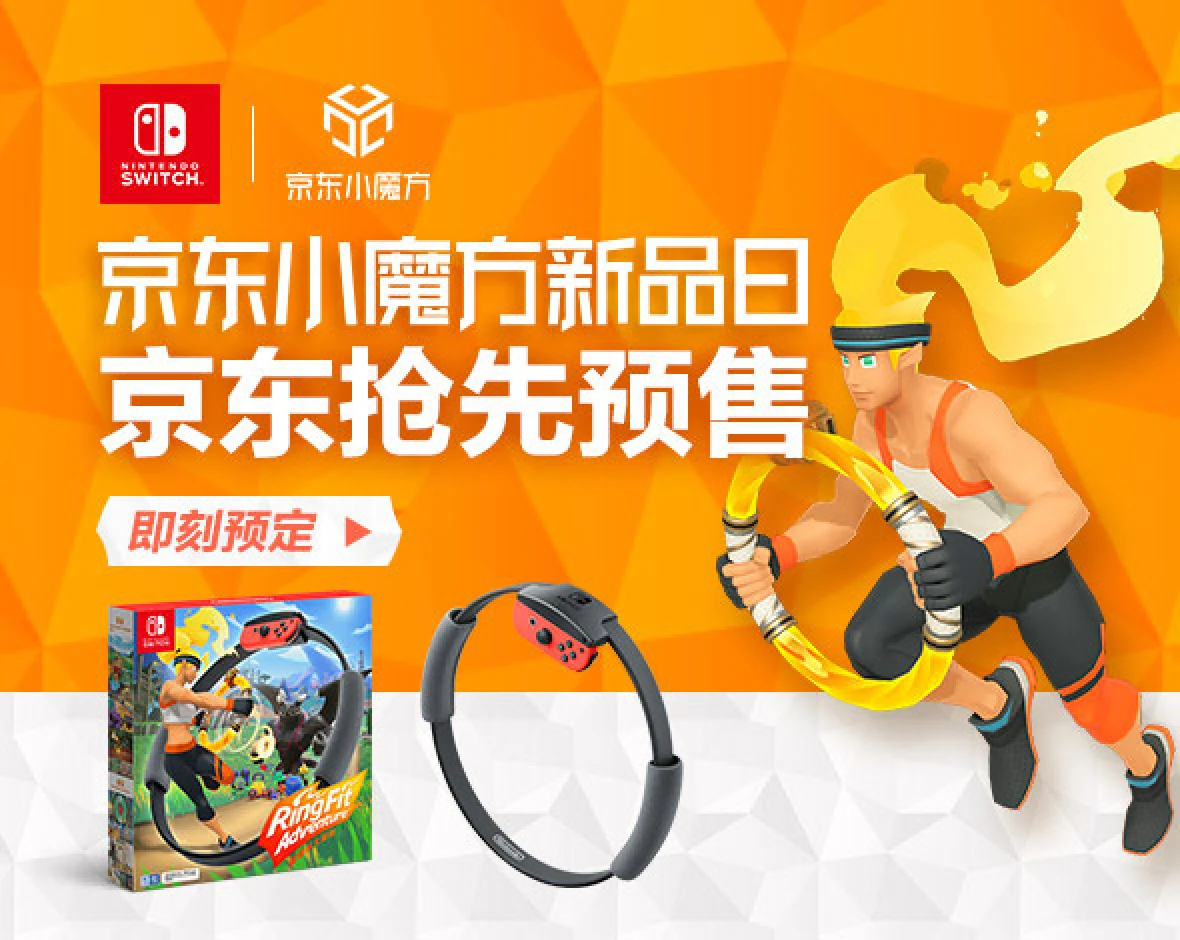 NINTENDO
SWITCH
京东小魔方
京东小魔方新品日
京东抢先预售
即刻预定
SWITCH
Ring Fit
Adventure